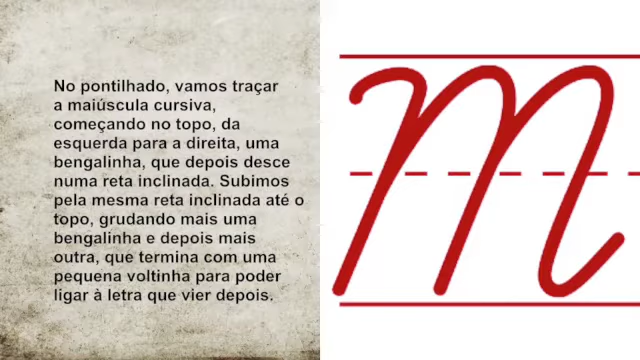 No pontilhado, vamos traçar
a maiúscula cursiva,
começando no topo, da
esquerda para a direita, uma
bengalinha, que depois desce
numa reta inclinada. Subimos
pela mesma reta inclinada até o
topo, grudando mais uma
bengalinha e depois mais
outra, que termina com uma
pequena voltinha para poder
ligar à letra que vier depois.
M